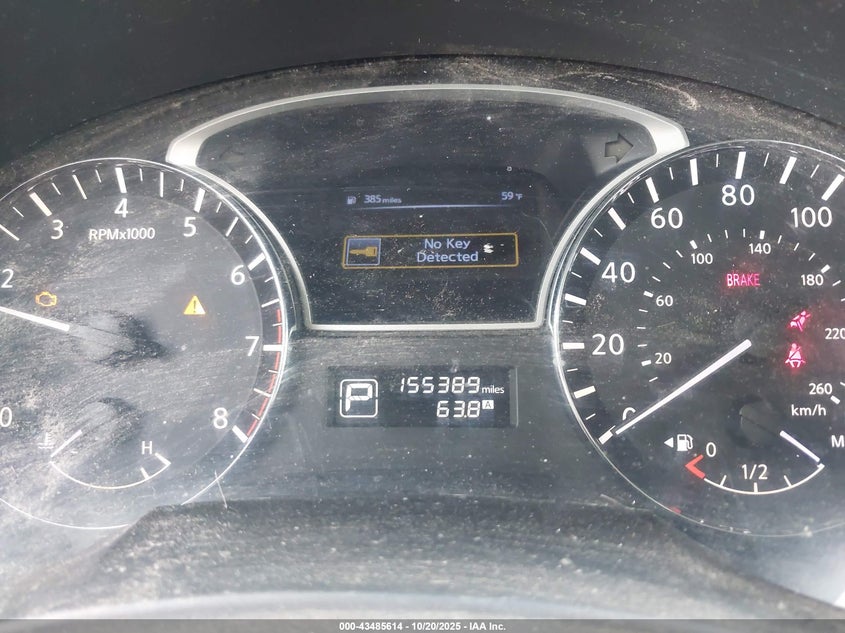 385 miles 59 °F
No Key
Detected
2 3 4 5 6 7 8 0
RPMx1000
H
P
155389 miles
63.8 A
0 20 40 60 80 100
20 60 100 140 180 220 260
km/h
BRAKE
M
0 1/2
000-43485614 - 10/20/2025 - IAA Inc.